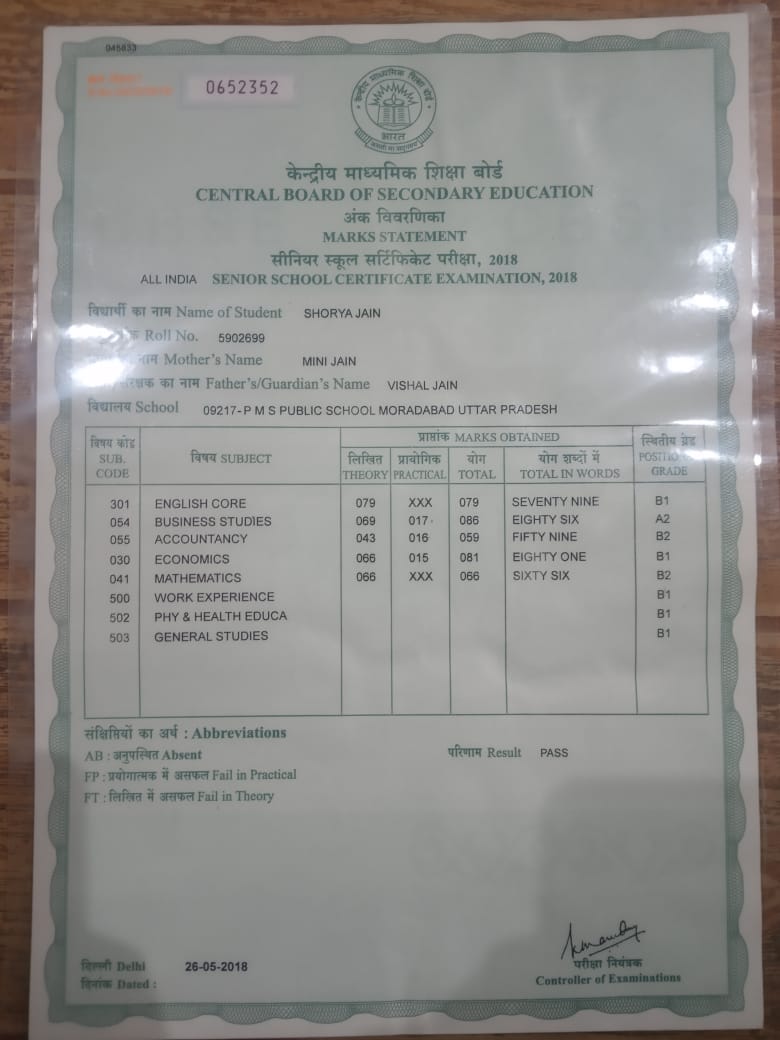 045833
0652352
केन्द्रीय माध्यमिक शिक्षा बोर्ड
भारत
केन्द्रीय माध्यमिक शिक्षा बोर्ड
CENTRAL BOARD OF SECONDARY EDUCATION
अंक विवरणिका
MARKS STATEMENT
सीनियर स्कूल सर्टिफिकेट परीक्षा, 2018
ALL INDIA SENIOR SCHOOL CERTIFICATE EXAMINATION, 2018
विद्यार्थी का नाम Name of Student SHORYA JAIN
Roll No. 5902699
नाम Mother's Name MINI JAIN
का नाम Father's/Guardian's Name VISHAL JAIN
विद्यालय School 09217- P M S PUBLIC SCHOOL MORADABAD UTTAR PRADESH
प्राप्तांक MARKS OBTAINED
विषय कोड SUB. CODE विषय SUBJECT लिखित THEORY प्रायोगिक PRACTICAL योग TOTAL योग शब्दों में TOTAL IN WORDS स्थितीय ग्रेड GRADE
301 ENGLISH CORE 079 XXX 079 SEVENTY NINE B1
054 BUSINESS STUDIES 069 017 086 EIGHTY SIX A2
055 ACCOUNTANCY 043 016 059 FIFTY NINE B2
030 ECONOMICS 066 015 081 EIGHTY ONE B1
041 MATHEMATICS 066 XXX 066 SIXTY SIX B2
500 WORK EXPERIENCE B1
502 PHY & HEALTH EDUCA B1
503 GENERAL STUDIES B1
संक्षिप्तियों का अर्थ : Abbreviations
AB : अनुपस्थित Absent परिणाम Result PASS
FP : प्रयोगात्मक में असफल Fail in Practical
FT : लिखित में असफल Fail in Theory
दिल्ली Delhi 26-05-2018
दिनांक Dated :
परीक्षा नियंत्रक
Controller of Examinations